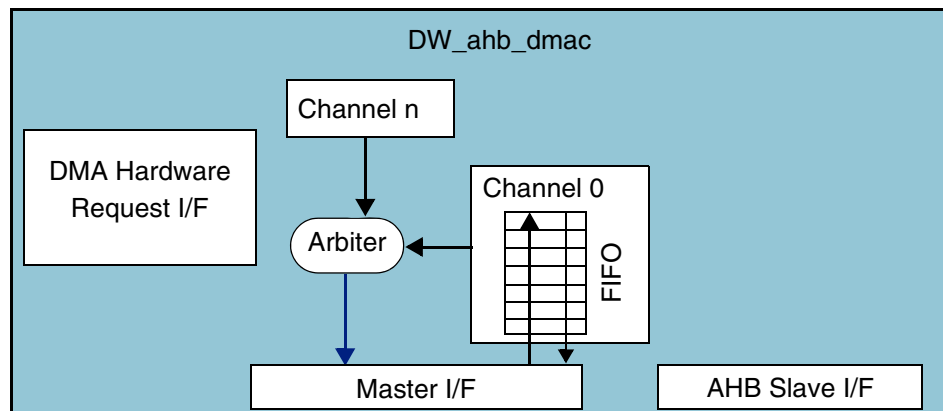 DW_ahb_dmac
Channel n
DMA Hardware
Request I/F
Channel 0
Arbiter
FIFO
Master I/F
AHB Slave I/F